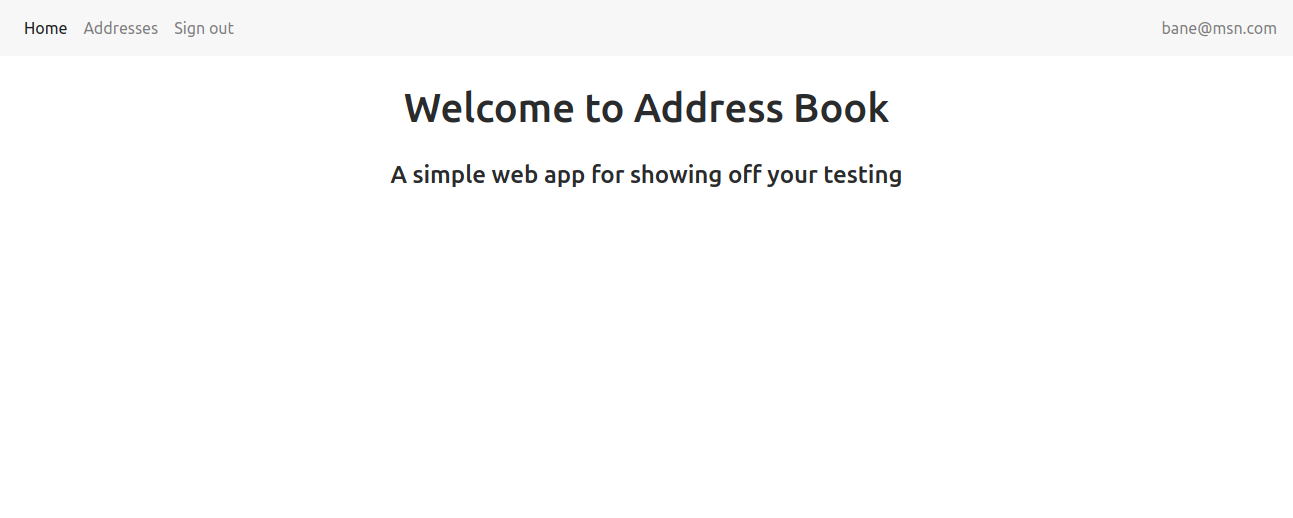 Home Addresses Sign out bane@msn.com
Welcome to Address Book
A simple web app for showing off your testing